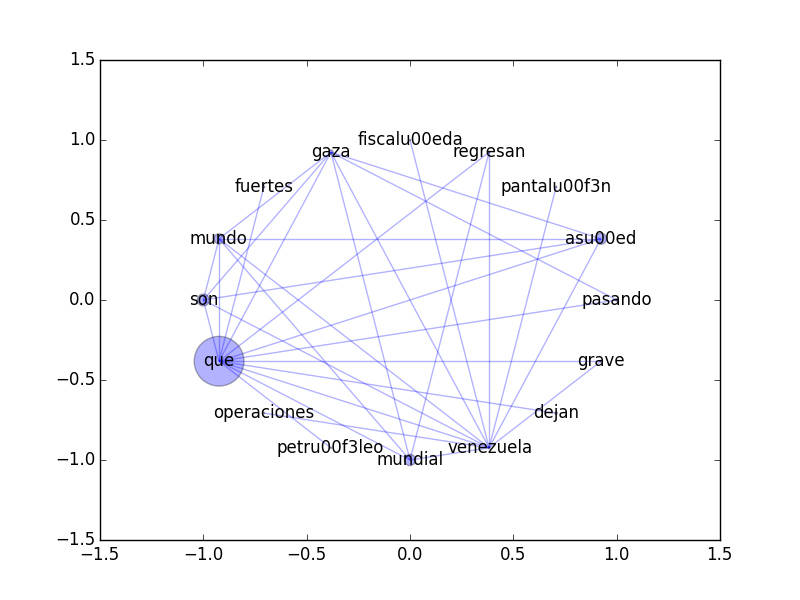 1.5
1.0
0.5
0.0
−0.5
−1.0
−1.5
fiscalu00eda
gaza
regresan
fuertes
pantalu00f3n
mundo
asu00ed
son
pasando
que
grave
operaciones
dejan
petru00f3leo
venezuela
mundial
−1.5 −1.0 −0.5 0.0 0.5 1.0 1.5